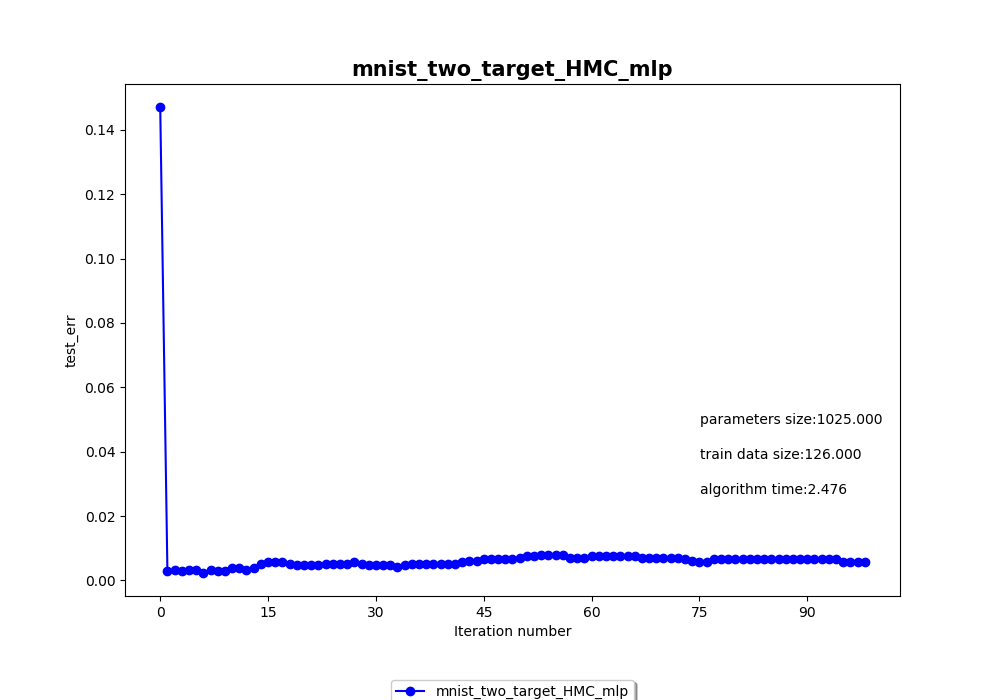 mnist_two_target_HMC_mlp
0.14
0.12
0.10
0.08
0.06
0.04
0.02
0.00
test_err
parameters size:1025.000
train data size:126.000
algorithm time:2.476
0 15 30 45 60 75 90
Iteration number
mnist_two_target_HMC_mlp